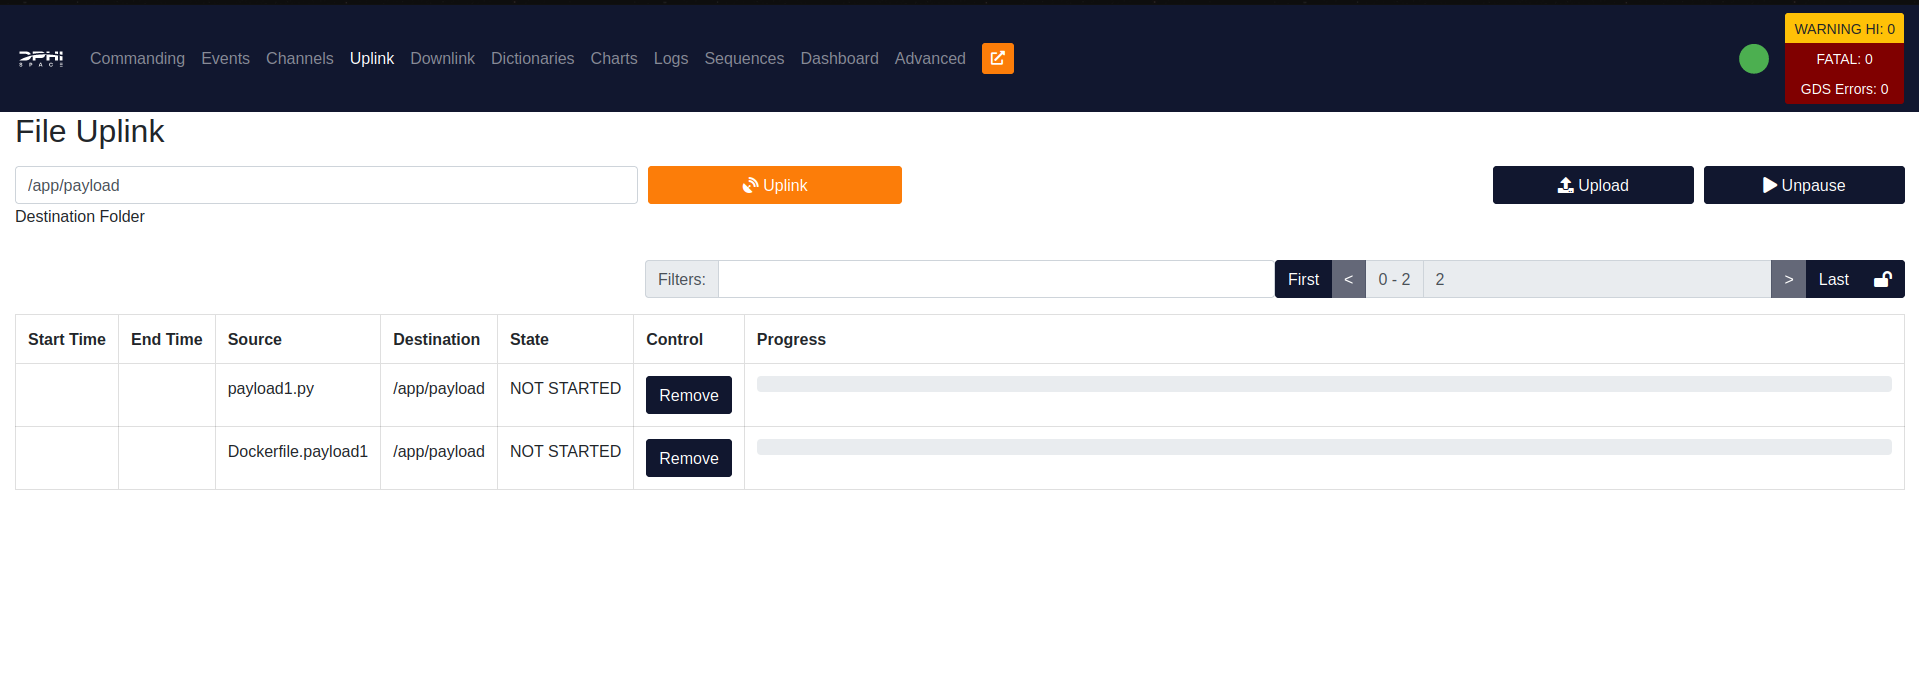 DPHI
SPACE
Commanding Events Channels Uplink Downlink Dictionaries Charts Logs Sequences Dashboard Advanced
WARNING HI: 0
FATAL: 0
GDS Errors: 0
File Uplink
/app/payload Uplink Upload Unpause
Destination Folder
Filters: First < 0 - 2 2 > Last
Start Time End Time Source Destination State Control Progress
payload1.py /app/payload NOT STARTED Remove
Dockerfile.payload1 /app/payload NOT STARTED Remove